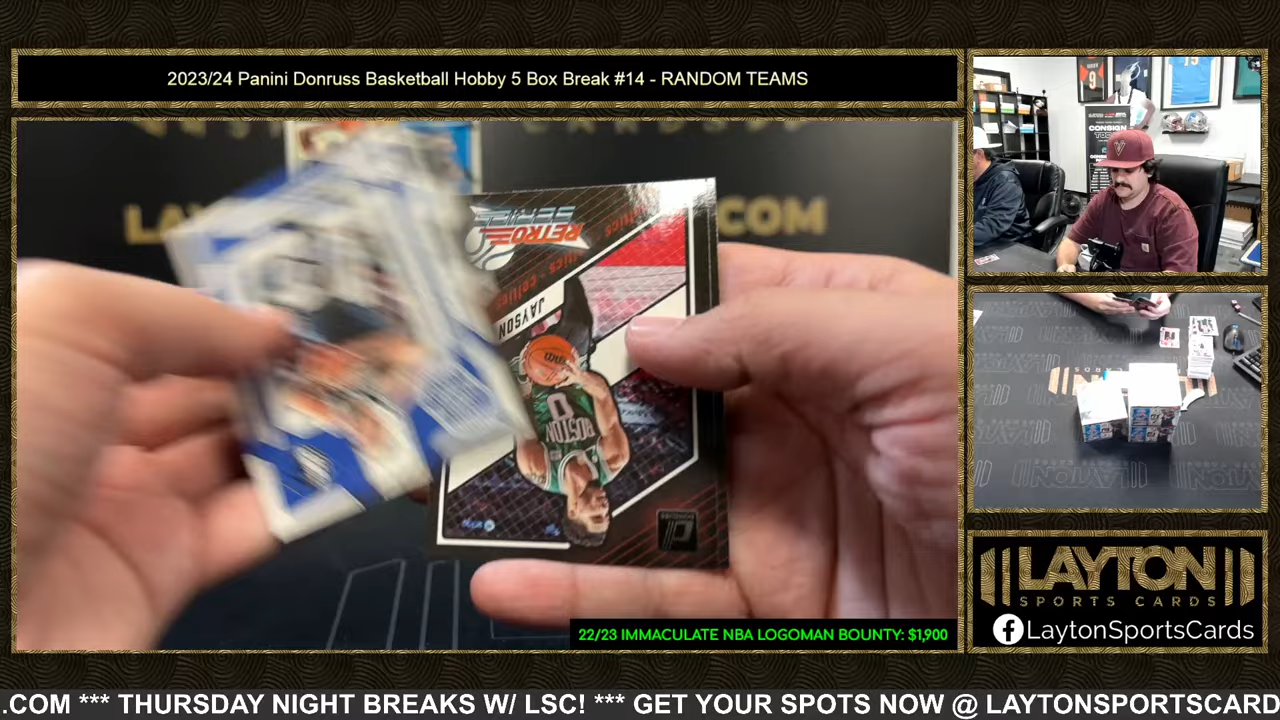 2023/24 Panini Donruss Basketball Hobby 5 Box Break #14 - RANDOM TEAMS
CONSIGN
RETRO SERIES
JAYSON
BOSTON
0
22/23 IMMACULATE NBA LOGOMAN BOUNTY: $1,900
LAYTON
SPORTS CARDS
LaytonSportsCards
.COM *** THURSDAY NIGHT BREAKS W/ LSC! *** GET YOUR SPOTS NOW @ LAYTONSPORTSCARD